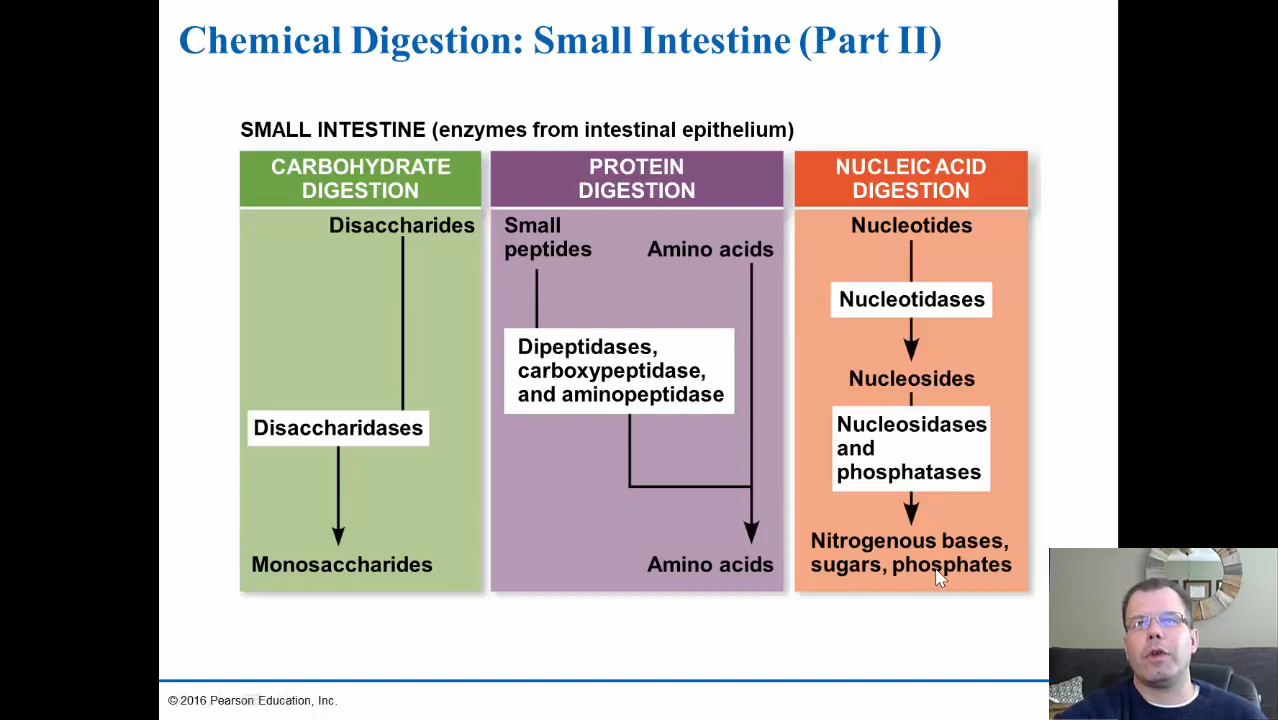 Chemical Digestion: Small Intestine (Part II)
SMALL INTESTINE (enzymes from intestinal epithelium)
CARBOHYDRATE
DIGESTION
Disaccharides
Disaccharidases
Monosaccharides
PROTEIN
DIGESTION
Small
peptides
Amino acids
Dipeptidases,
carboxypeptidase,
and aminopeptidase
Amino acids
NUCLEIC ACID
DIGESTION
Nucleotides
Nucleotidases
Nucleosides
Nucleosidases
and
phosphatases
Nitrogenous bases,
sugars, phosphates
© 2016 Pearson Education, Inc.